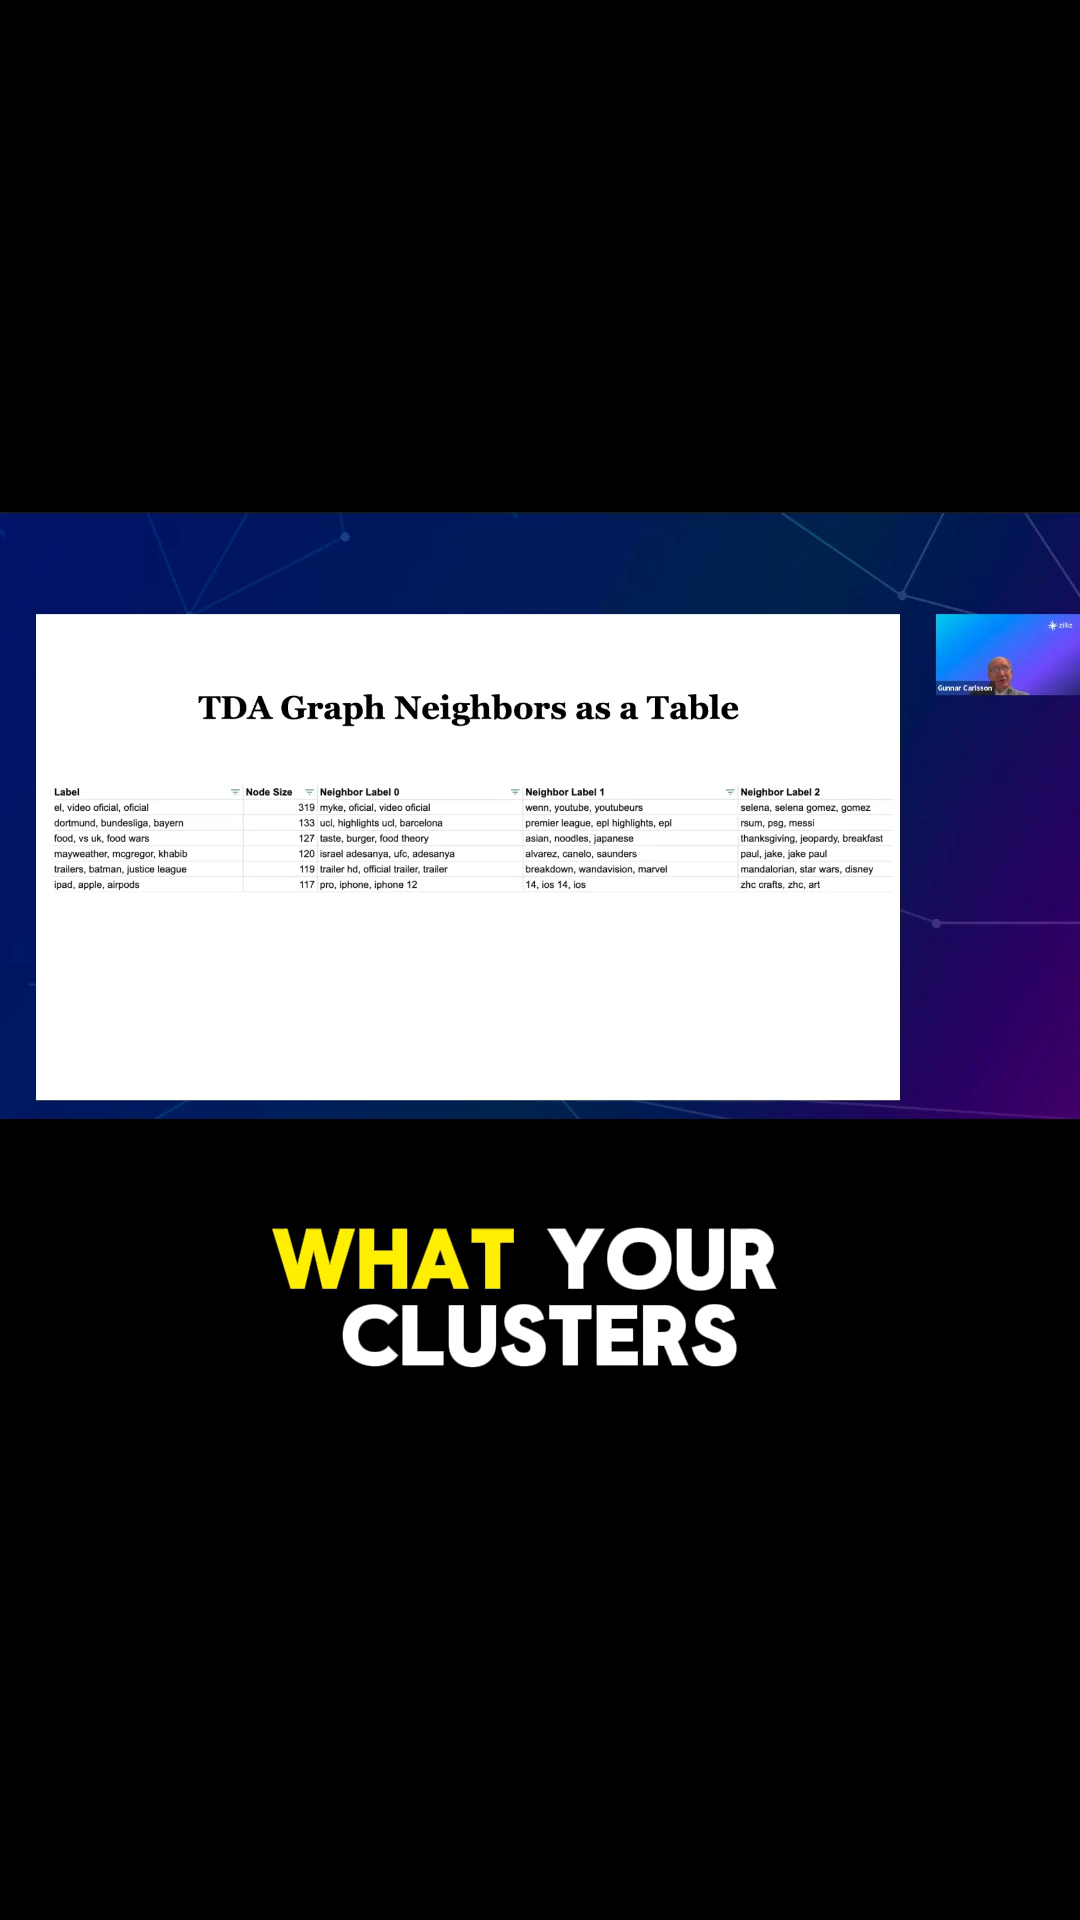 zilliz
Gunnar Carlsson
TDA Graph Neighbors as a Table
Label Node Size Neighbor Label 0 Neighbor Label 1 Neighbor Label 2
el, video oficial, oficial 319 myke, oficial, video oficial wenn, youtube, youtubeurs selena, selena gomez, gomez
dortmund, bundesliga, bayern 133 ucl, highlights ucl, barcelona premier league, epl highlights, epl rsum, psg, messi
food, vs uk, food wars 127 taste, burger, food theory asian, noodles, japanese thanksgiving, jeopardy, breakfast
mayweather, mcgregor, khabib 120 israel adesanya, ufc, adesanya alvarez, canelo, saunders paul, jake, jake paul
trailers, batman, justice league 119 trailer hd, official trailer, trailer breakdown, wandavision, marvel mandalorian, star wars, disney
ipad, apple, airpods 117 pro, iphone, iphone 12 14, ios 14, ios zhc crafts, zhc, art
WHAT YOUR
CLUSTERS